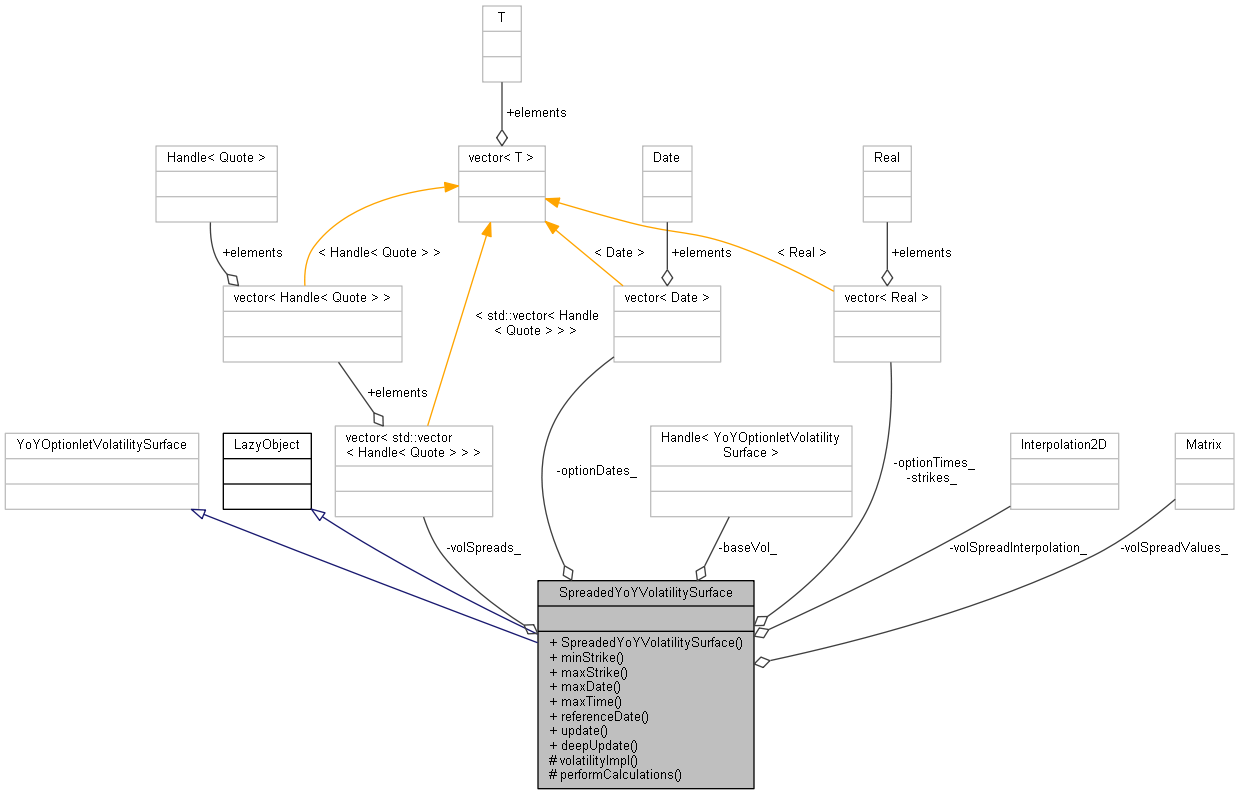 T
+elements
Handle< Quote >
vector< T >
Date
Real
+elements
< Handle< Quote > >
< Date >
+elements
< Real >
+elements
vector< Handle< Quote > >
< std::vector< Handle
< Quote > > >
vector< Date >
vector< Real >
+elements
YoYOptionletVolatilitySurface
LazyObject
vector< std::vector
< Handle< Quote > > >
-optionDates_
Handle< YoYOptionletVolatility
Surface >
-optionTimes_
-strikes_
Interpolation2D
Matrix
-volSpreads_
-baseVol_
-volSpreadInterpolation_
-volSpreadValues_
SpreadedYoYVolatilitySurface
+ SpreadedYoYVolatilitySurface()
+ minStrike()
+ maxStrike()
+ maxDate()
+ maxTime()
+ referenceDate()
+ update()
+ deepUpdate()
# volatilityImpl()
# performCalculations()